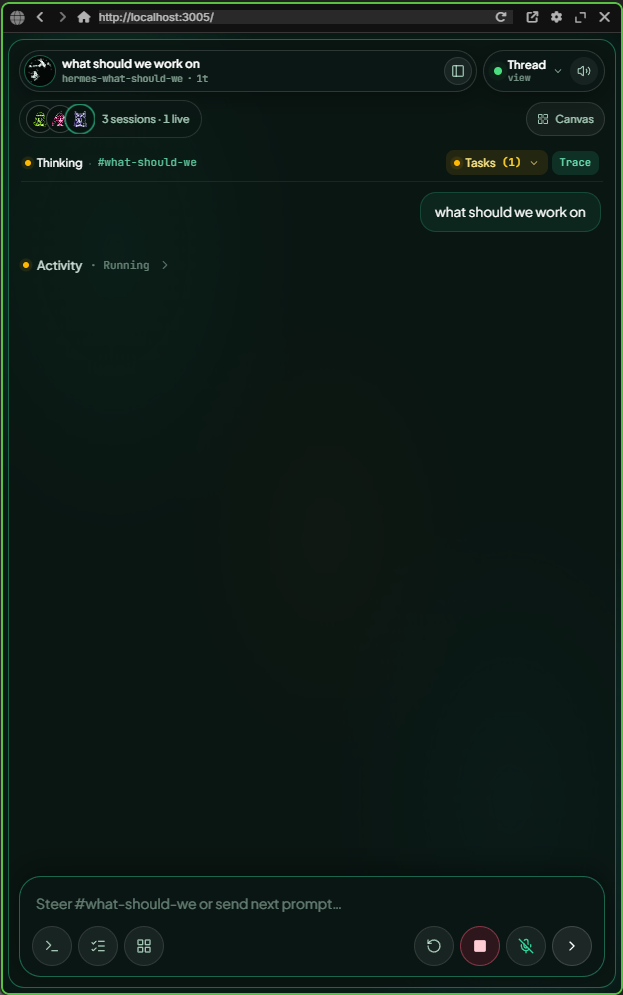 http://localhost:3005/
what should we work on
hermes-what-should-we · 1t
Thread
view
3 sessions · 1 live
Canvas
Thinking · #what-should-we
Tasks (1)
Trace
what should we work on
Activity · Running
Steer #what-should-we or send next prompt…